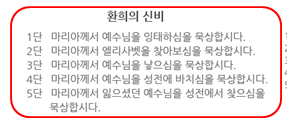 환희의 신비
1단 마리아께서 예수님을 잉태하심을 묵상합시다.
2단 마리아께서 엘리사벳을 찾아보심을 묵상합시다.
3단 마리아께서 예수님을 낳으심을 묵상합시다.
4단 마리아께서 예수님을 성전에 바치심을 묵상합시다.
5단 마리아께서 잃으셨던 예수님을 성전에서 찾으심을
묵상합시다.